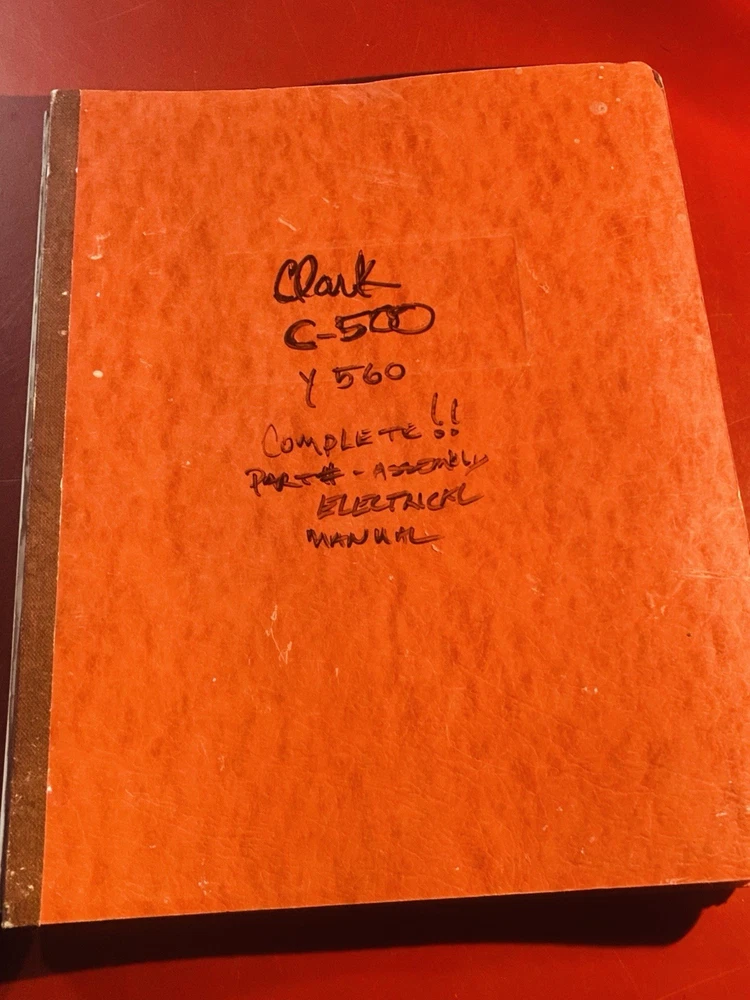 Clark
C-500
Y 560
COMPLETE!!
PART# - ASSEMBLY
ELECTRICAL
MANUAL